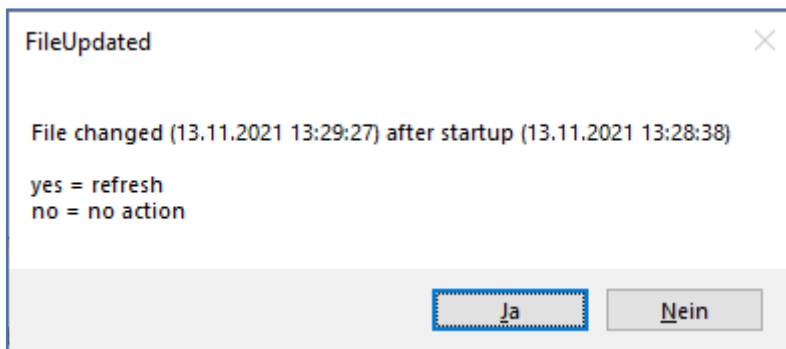 FileUpdated
File changed (13.11.2021 13:29:27) after startup (13.11.2021 13:28:38)
yes = refresh
no = no action
Ja
Nein